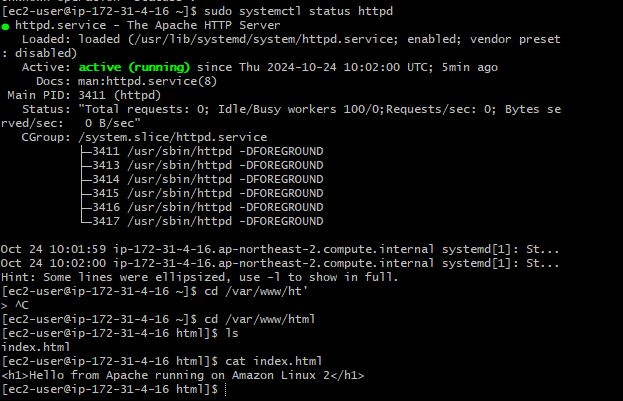 [ec2-user@ip-172-31-4-16 ~]$ sudo systemctl status httpd
● httpd.service - The Apache HTTP Server
   Loaded: loaded (/usr/lib/systemd/system/httpd.service; enabled; vendor preset
: disabled)
   Active: active (running) since Thu 2024-10-24 10:02:00 UTC; 5min ago
     Docs: man:httpd.service(8)
 Main PID: 3411 (httpd)
   Status: "Total requests: 0; Idle/Busy workers 100/0;Requests/sec: 0; Bytes se
rved/sec:   0 B/sec"
   CGroup: /system.slice/httpd.service
           ├─3411 /usr/sbin/httpd -DFOREGROUND
           ├─3413 /usr/sbin/httpd -DFOREGROUND
           ├─3414 /usr/sbin/httpd -DFOREGROUND
           ├─3415 /usr/sbin/httpd -DFOREGROUND
           ├─3416 /usr/sbin/httpd -DFOREGROUND
           └─3417 /usr/sbin/httpd -DFOREGROUND
Oct 24 10:01:59 ip-172-31-4-16.ap-northeast-2.compute.internal systemd[1]: St...
Oct 24 10:02:00 ip-172-31-4-16.ap-northeast-2.compute.internal systemd[1]: St...
Hint: Some lines were ellipsized, use -l to show in full.
[ec2-user@ip-172-31-4-16 ~]$ cd /var/www/ht'
> ^C
[ec2-user@ip-172-31-4-16 ~]$ cd /var/www/html
[ec2-user@ip-172-31-4-16 html]$ ls
index.html
[ec2-user@ip-172-31-4-16 html]$ cat index.html
<h1>Hello from Apache running on Amazon Linux 2</h1>
[ec2-user@ip-172-31-4-16 html]$